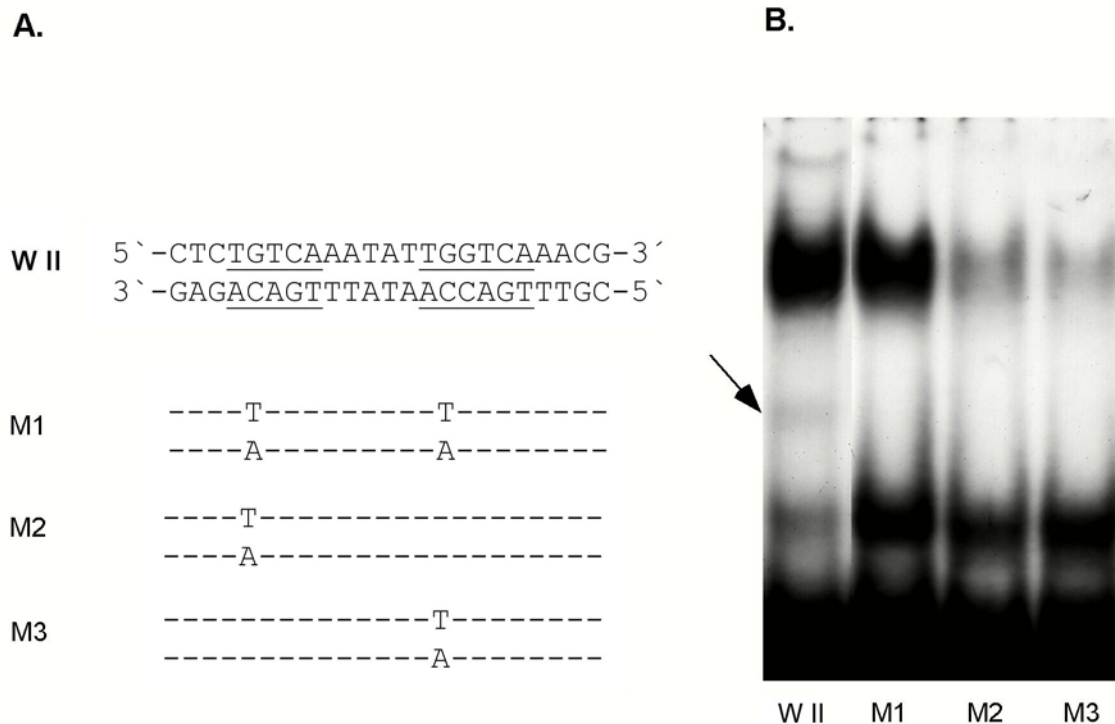 A.
B.
W II
5`-CTCTGTCAAATATTGGTCAAACG-3´
3`-GAGACAGTTTATAACCAGTTTGC-5`
M1
----T---------T--------
----A---------A--------
M2
----T------------------
----A------------------
M3
--------------T--------
--------------A--------
W II M1 M2 M3